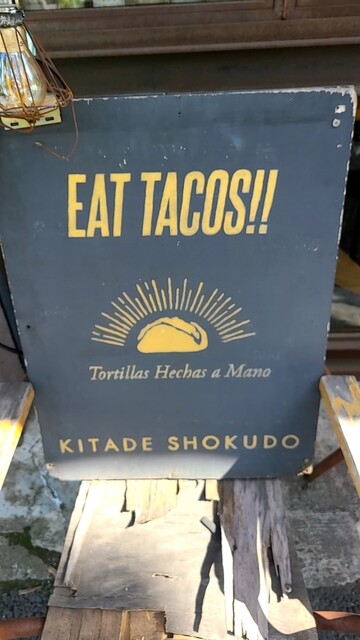 EAT TACOS!!
Tortillas Hechas a Mano
KITADE SHOKUDO